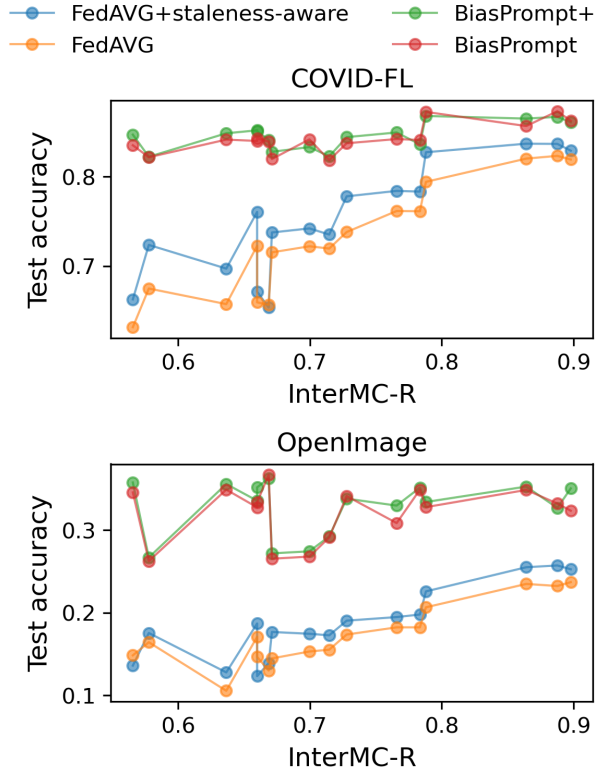 FedAVG+staleness-aware
BiasPrompt+
FedAVG
BiasPrompt
COVID-FL
Test accuracy
0.8
0.7
0.6 0.7 0.8 0.9
InterMC-R
OpenImage
Test accuracy
0.3
0.2
0.1
0.6 0.7 0.8 0.9
InterMC-R